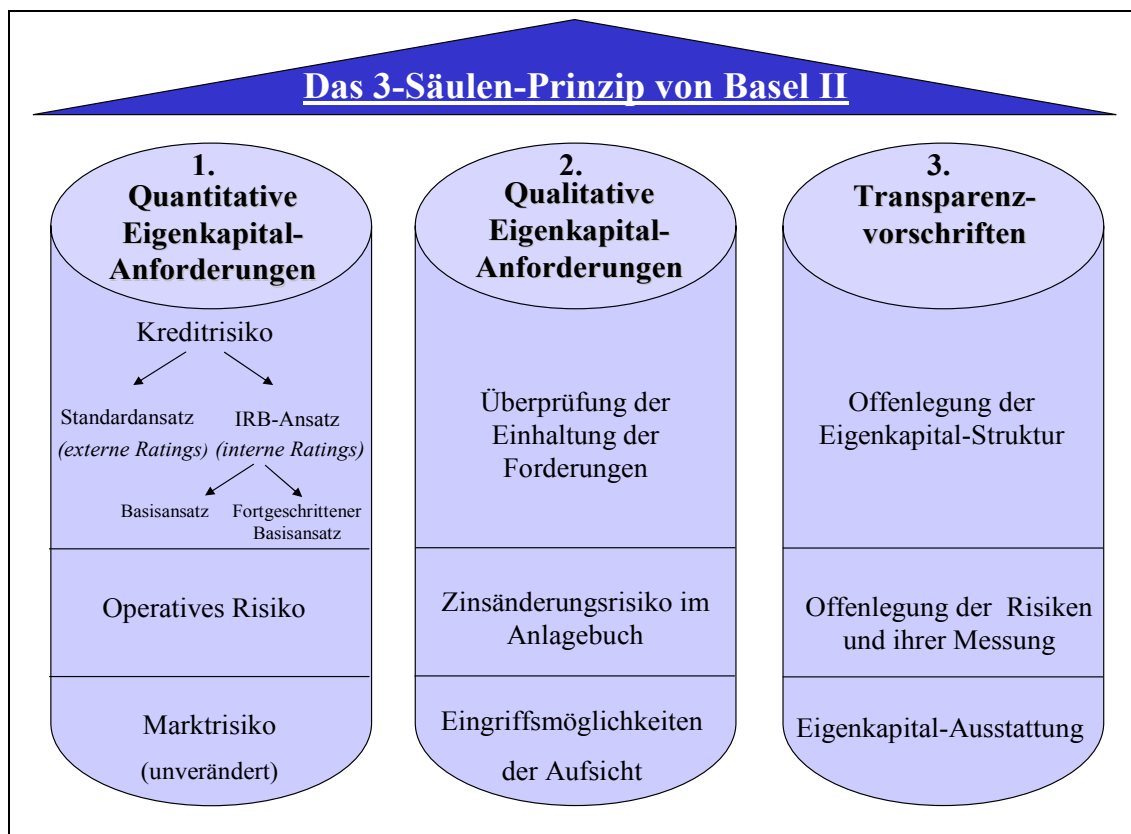 Das 3-Säulen-Prinzip von Basel II
1.
Quantitative
Eigenkapital-
Anforderungen
Kreditrisiko
Standardansatz
(externe Ratings)
IRB-Ansatz
(interne Ratings)
Basisansatz
Fortgeschrittener
Basisansatz
Operatives Risiko
Marktrisiko
(unverändert)
2.
Qualitative
Eigenkapital-
Anforderungen
Überprüfung der
Einhaltung der
Forderungen
Zinsänderungsrisiko im
Anlagebuch
Eingriffsmöglichkeiten
der Aufsicht
3.
Transparenz-
vorschriften
Offenlegung der
Eigenkapital-Struktur
Offenlegung der Risiken
und ihrer Messung
Eigenkapital-Ausstattung